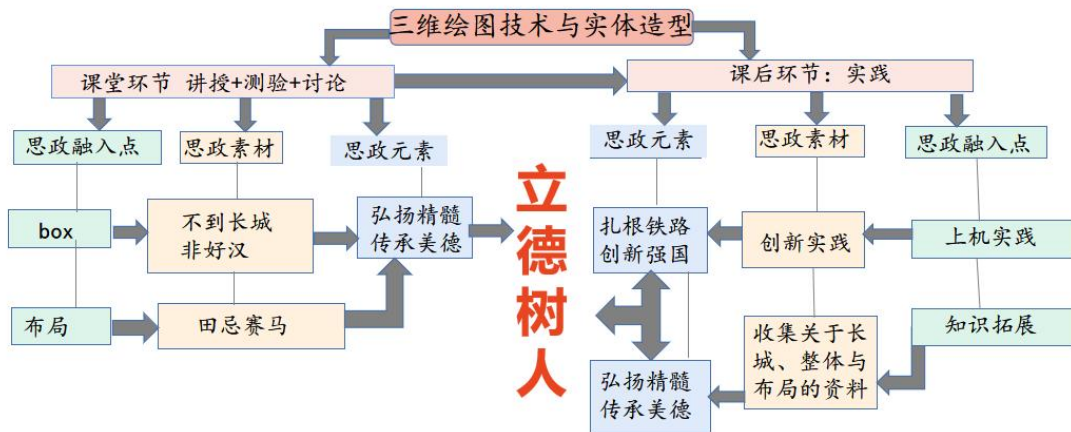 三维绘图技术与实体造型
课堂环节 讲授+测验+讨论
课后环节：实践
思政融入点
思政素材
思政元素
思政元素
思政素材
思政融入点
box
不到长城
非好汉
弘扬精髓
传承美德
布局
田忌赛马
立德树人
扎根铁路
创新强国
创新实践
上机实践
弘扬精髓
传承美德
收集关于长
城、整体与
布局的资料
知识拓展